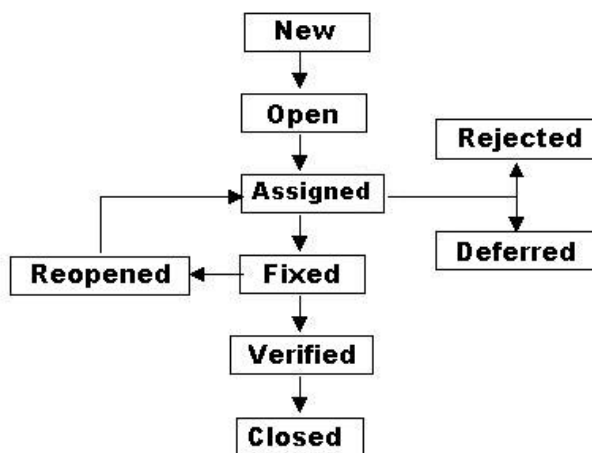 New
Open
Rejected
Assigned
Deferred
Reopened
Fixed
Verified
Closed